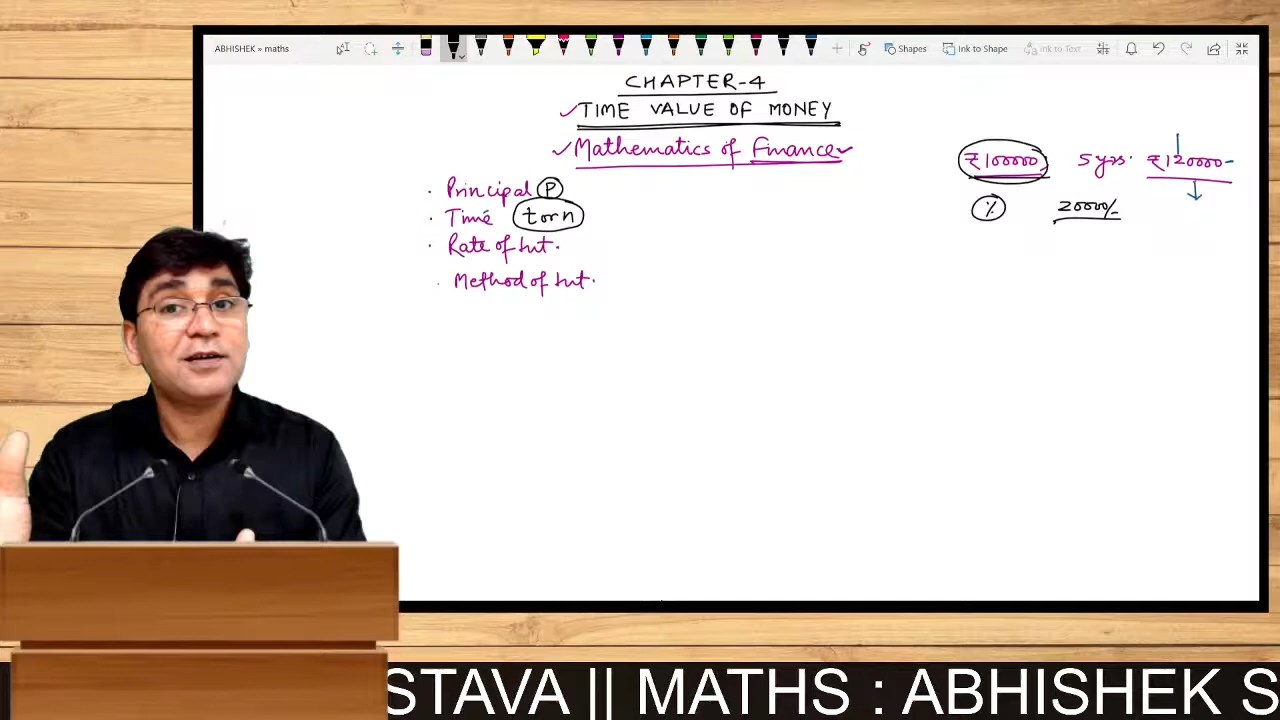 ABHISHEK » maths
Shapes
Ink to Shape
Ink to Text
CHAPTER-4
TIME VALUE OF MONEY
Mathematics of Finance
₹100000 5 yrs. ₹120000
% 20000/-
Principal P
Time t or n
Rate of Int.
Method of Int.
STAVA || MATHS : ABHISHEK S